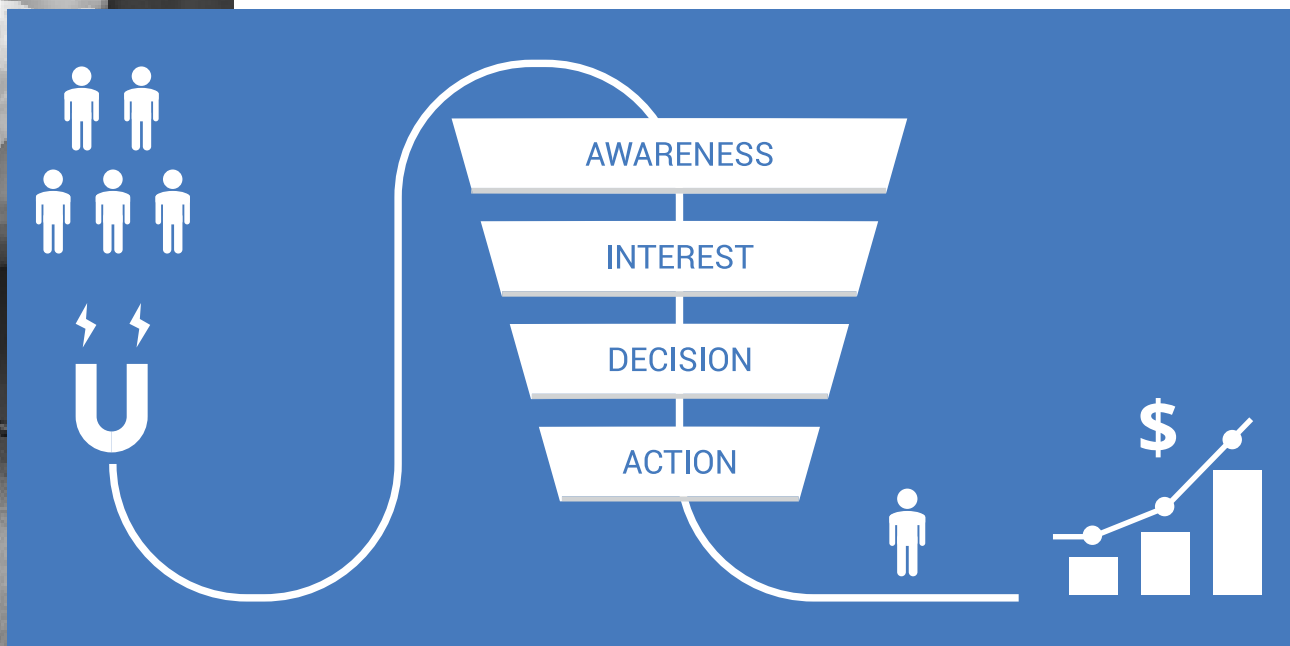 AWARENESS
INTEREST
DECISION
ACTION
$